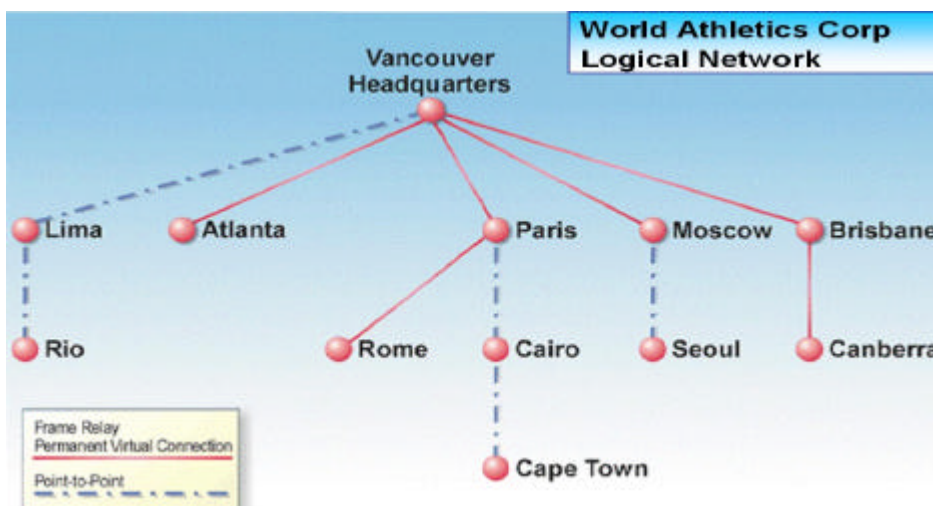 World Athletics Corp
Logical Network
Vancouver
Headquarters
Lima
Atlanta
Paris
Moscow
Brisbane
Rio
Rome
Cairo
Seoul
Canberra
Cape Town
Frame Relay
Permanent Virtual Connection
Point-to-Point